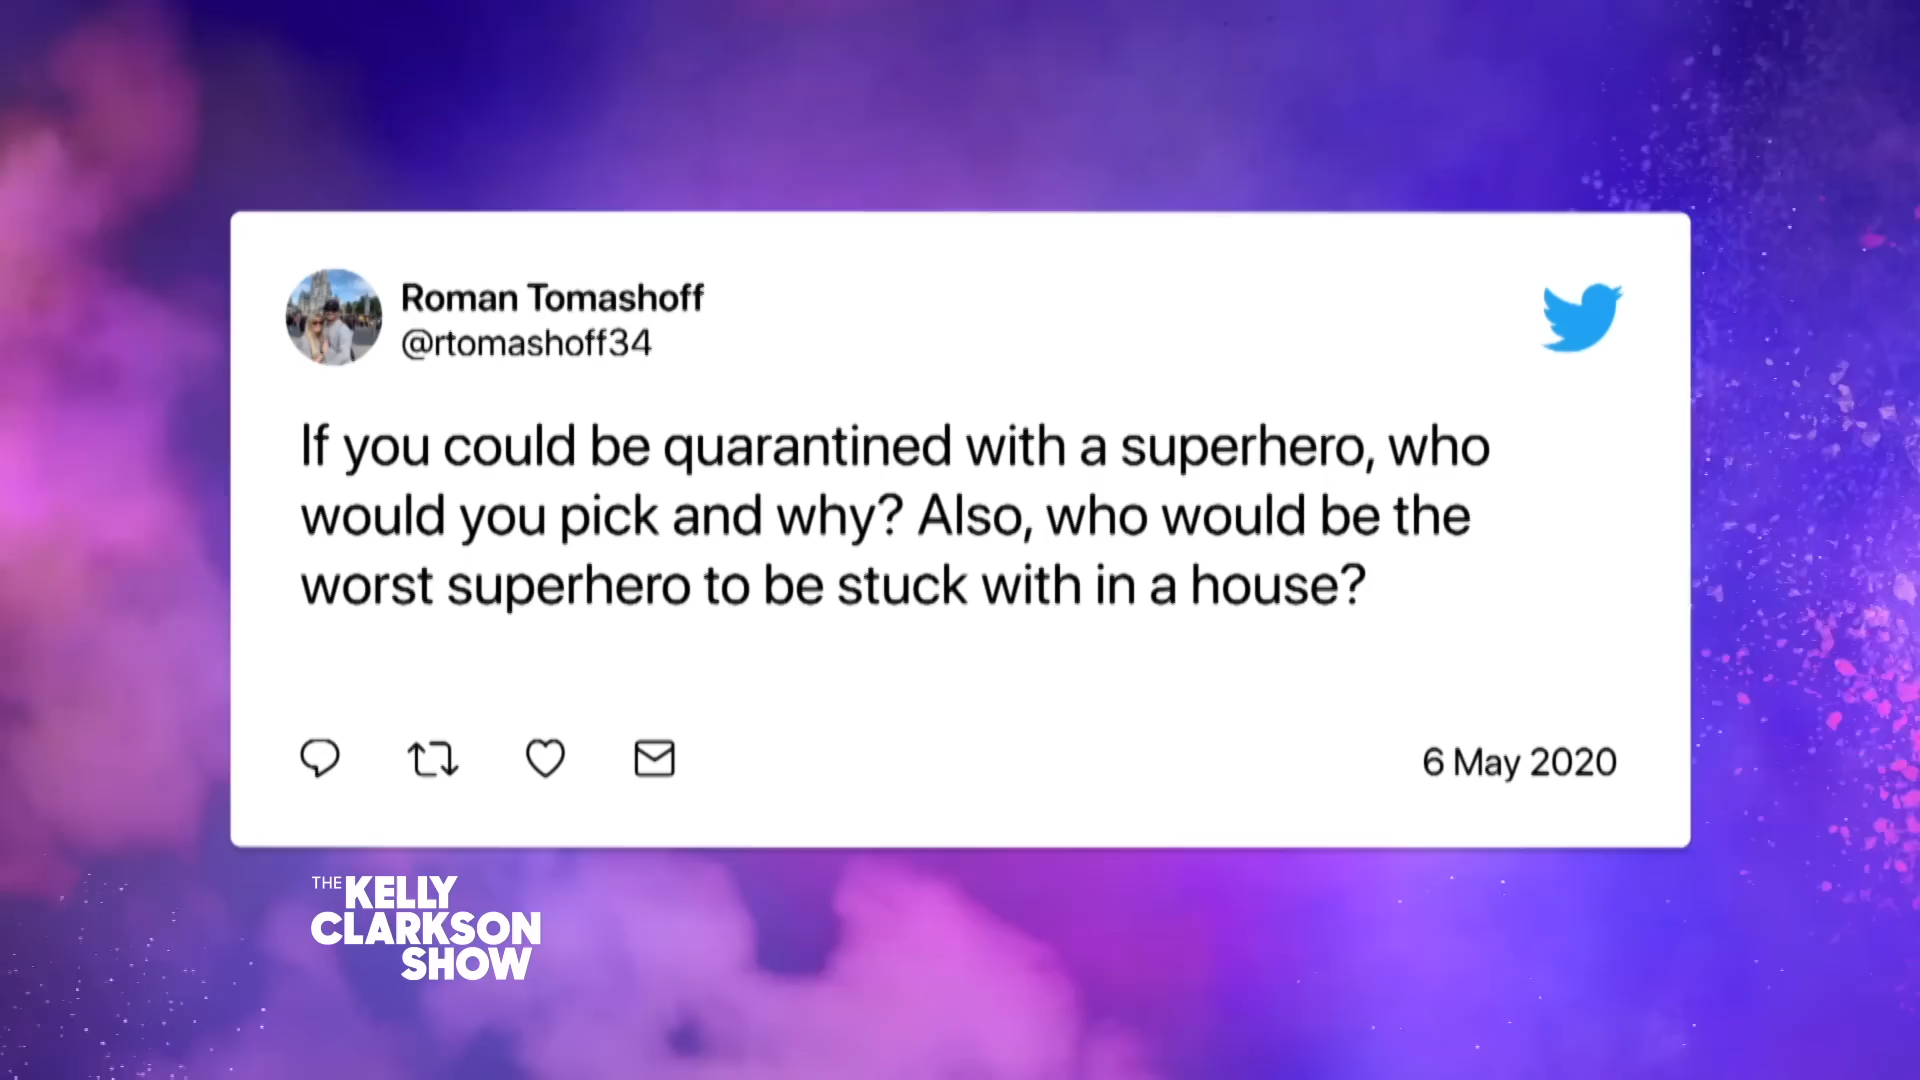 Roman Tomashoff
@rtomashoff34
If you could be quarantined with a superhero, who
would you pick and why? Also, who would be the
worst superhero to be stuck with in a house?
6 May 2020
THE KELLY
CLARKSON
SHOW